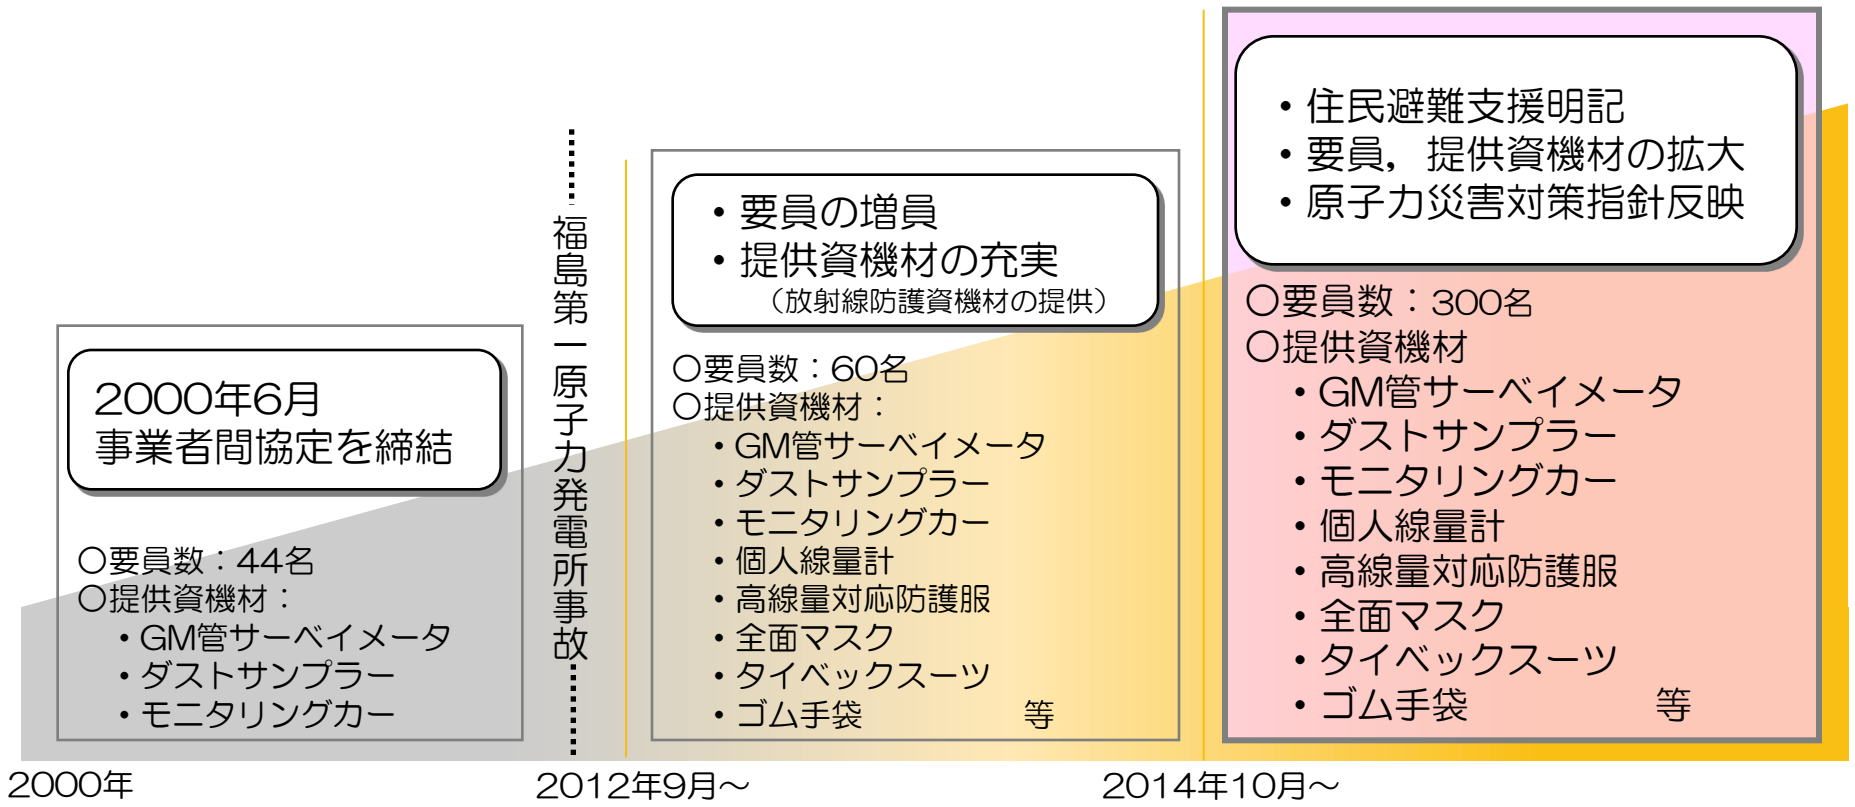 2000年6月
事業者間協定を締結
〇要員数：44名
〇提供資機材：
・GM管サーベイメータ
・ダストサンプラー
・モニタリングカー
福島第一原子力発電所事故
・要員の増員
・提供資機材の充実
（放射線防護資機材の提供）
〇要員数：60名
〇提供資機材：
・GM管サーベイメータ
・ダストサンプラー
・モニタリングカー
・個人線量計
・高線量対応防護服
・全面マスク
・タイベックスーツ
・ゴム手袋 等
・住民避難支援明記
・要員，提供資機材の拡大
・原子力災害対策指針反映
〇要員数：300名
〇提供資機材
・GM管サーベイメータ
・ダストサンプラー
・モニタリングカー
・個人線量計
・高線量対応防護服
・全面マスク
・タイベックスーツ
・ゴム手袋 等
2000年
2012年9月～
2014年10月～